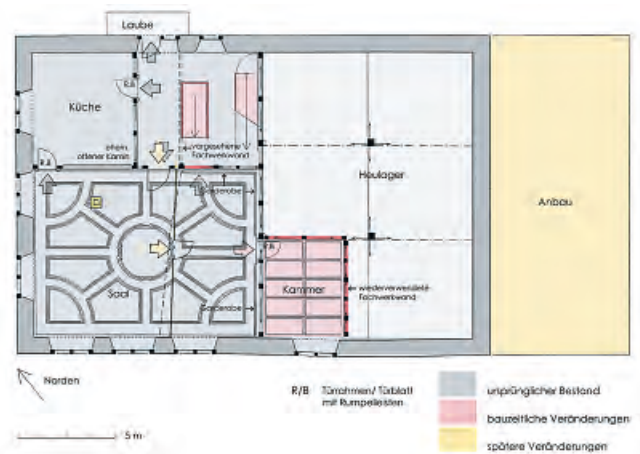 Laube
R/B
Küche
ehem.
offener Kamin
vorgesehene
Fachwerkwand
R/B
Heulager
Anbau
Garderobe
Saal
Kammer
wiederverwendete
Fachwerkwand
Garderobe
Norden
R/B Türrahmen/ Türblatt
mit Rumpelleisten
5 m
unprünglicher Bestand
bauzeitliche Veränderungen
spätere Veränderungen